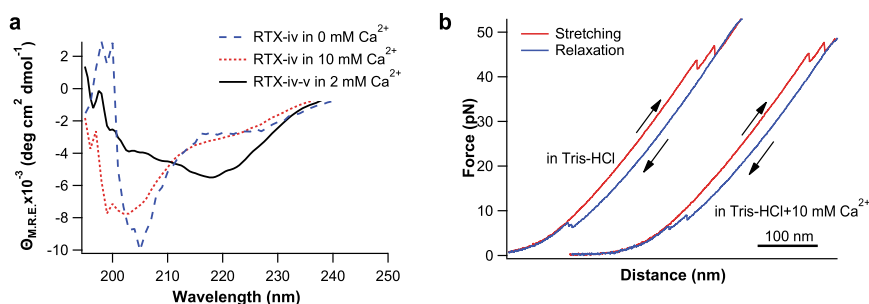 a
RTX-iv in 0 mM Ca²⁺
RTX-iv in 10 mM Ca²⁺
RTX-iv-v in 2 mM Ca²⁺
Θ_M.R.E.x10⁻³ (deg cm² dmol⁻¹)
2
0
-2
-4
-6
-8
-10
200 210 220 230 240 250
Wavelength (nm)
b
Stretching
Relaxation
Force (pN)
50
40
30
20
10
0
in Tris-HCl
in Tris-HCl+10 mM Ca²⁺
100 nm
Distance (nm)